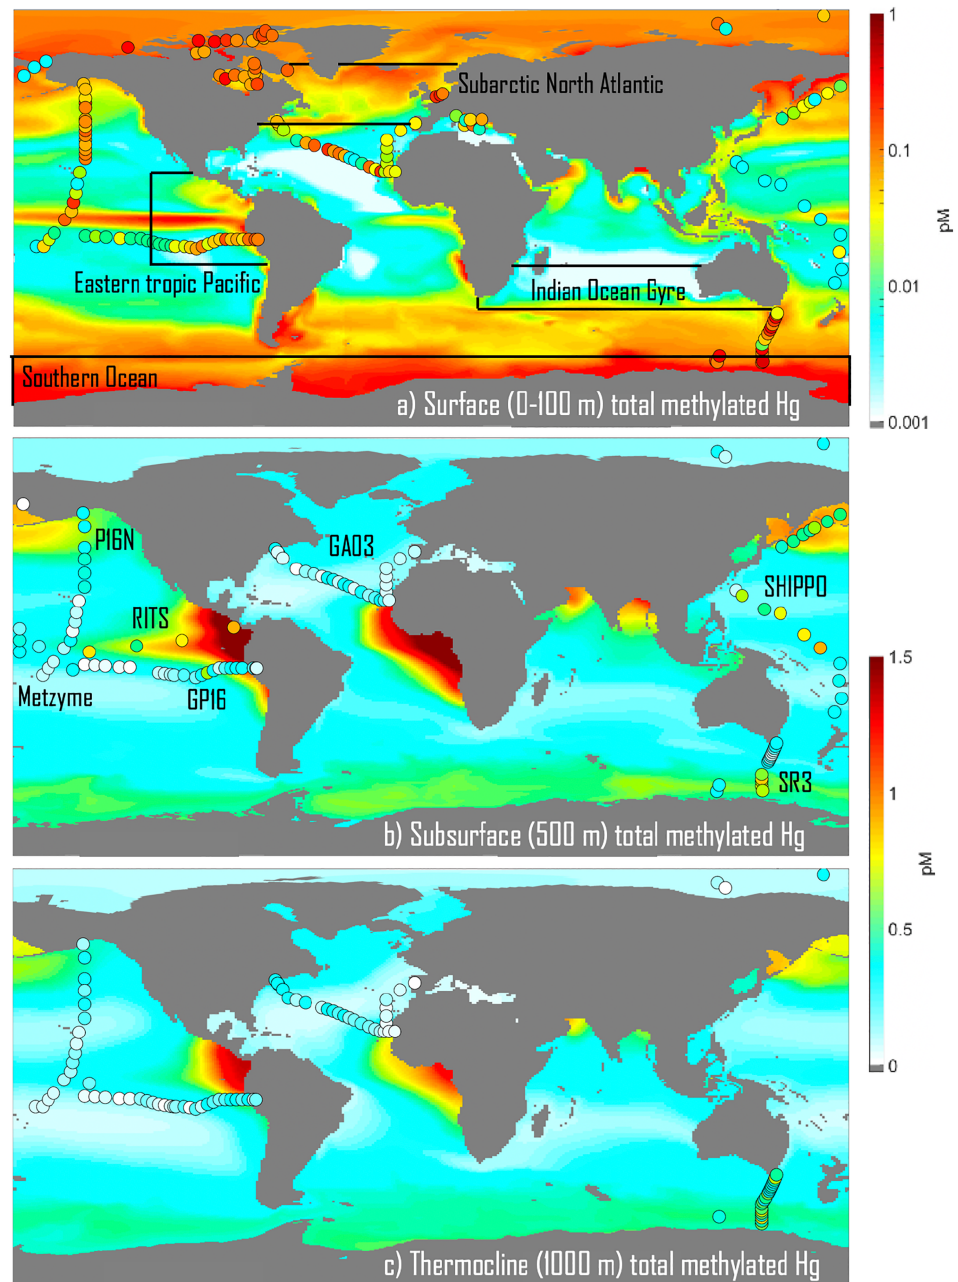 1
Subarctic North Atlantic
0.1
pM
Eastern tropic Pacific
Indian Ocean Gyre
0.01
Southern Ocean
a) Surface (0-100 m) total methylated Hg
0.001
P16N
GA03
SHIPPO
RITS
1.5
Metzyme
GP16
SR3
1
b) Subsurface (500 m) total methylated Hg
pM
0.5
0
c) Thermocline (1000 m) total methylated Hg